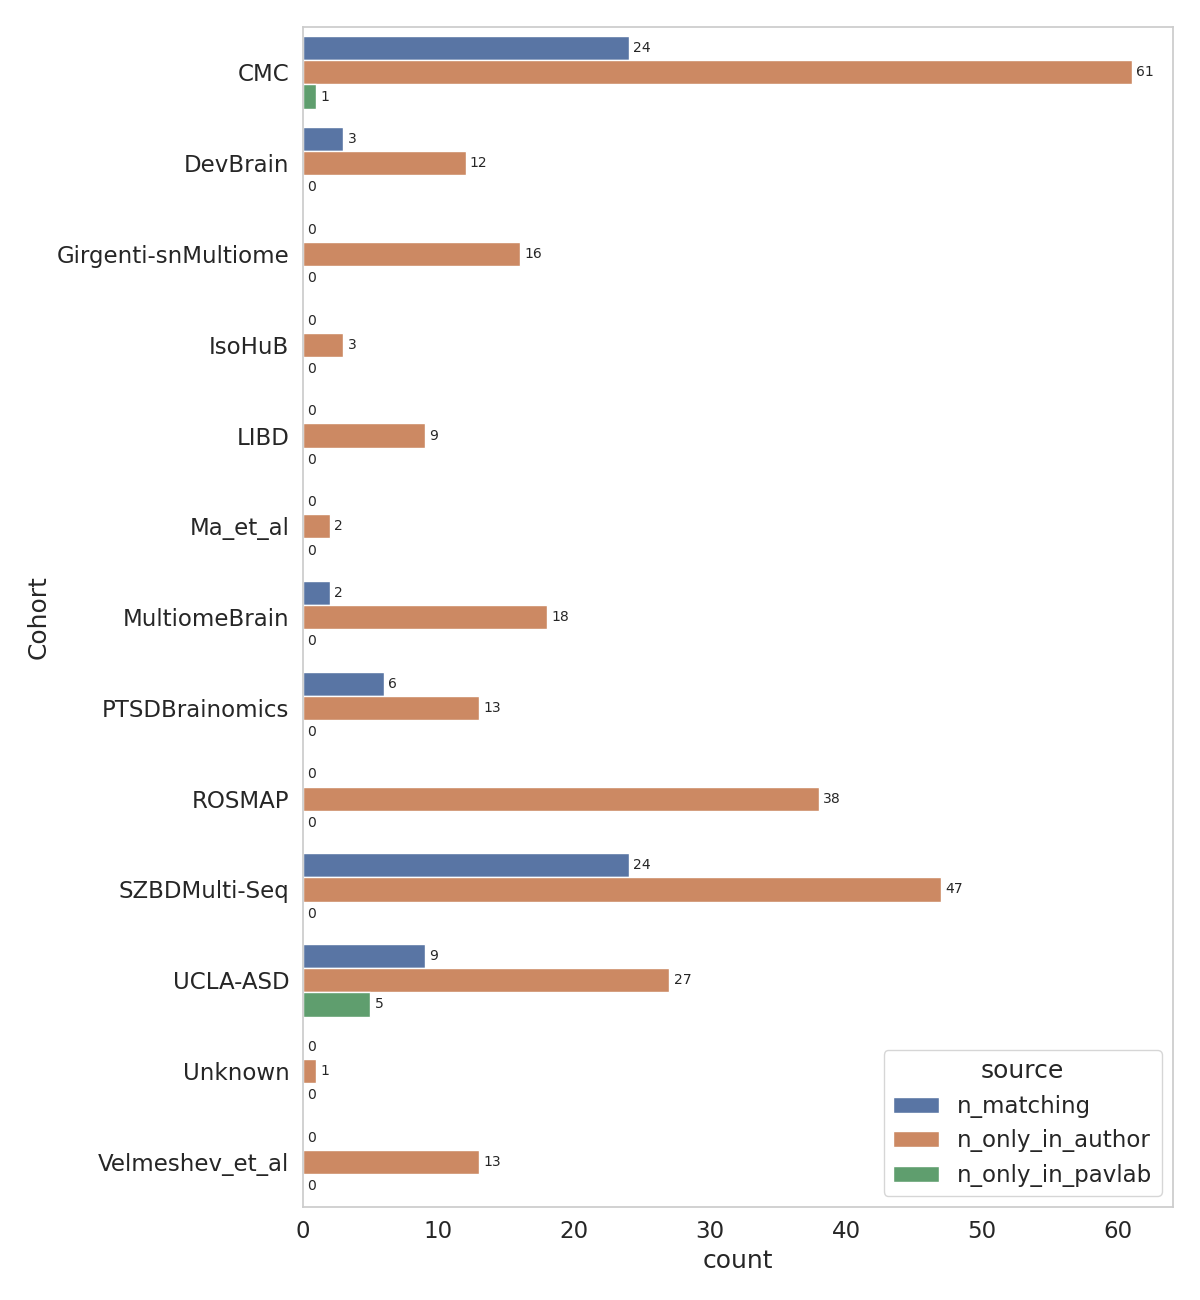 CMC
24
61
1
DevBrain
3
12
0
Girgenti-snMultiome
0
16
0
IsoHuB
0
3
0
LIBD
0
9
0
Ma_et_al
0
2
0
MultiomeBrain
2
18
0
PTSDBrainomics
6
13
0
ROSMAP
0
38
0
SZBDMulti-Seq
24
47
0
UCLA-ASD
9
27
5
Unknown
0
1
0
Velmeshev_et_al
0
13
0
Cohort
source
n_matching
n_only_in_author
n_only_in_pavlab
0 10 20 30 40 50 60
count